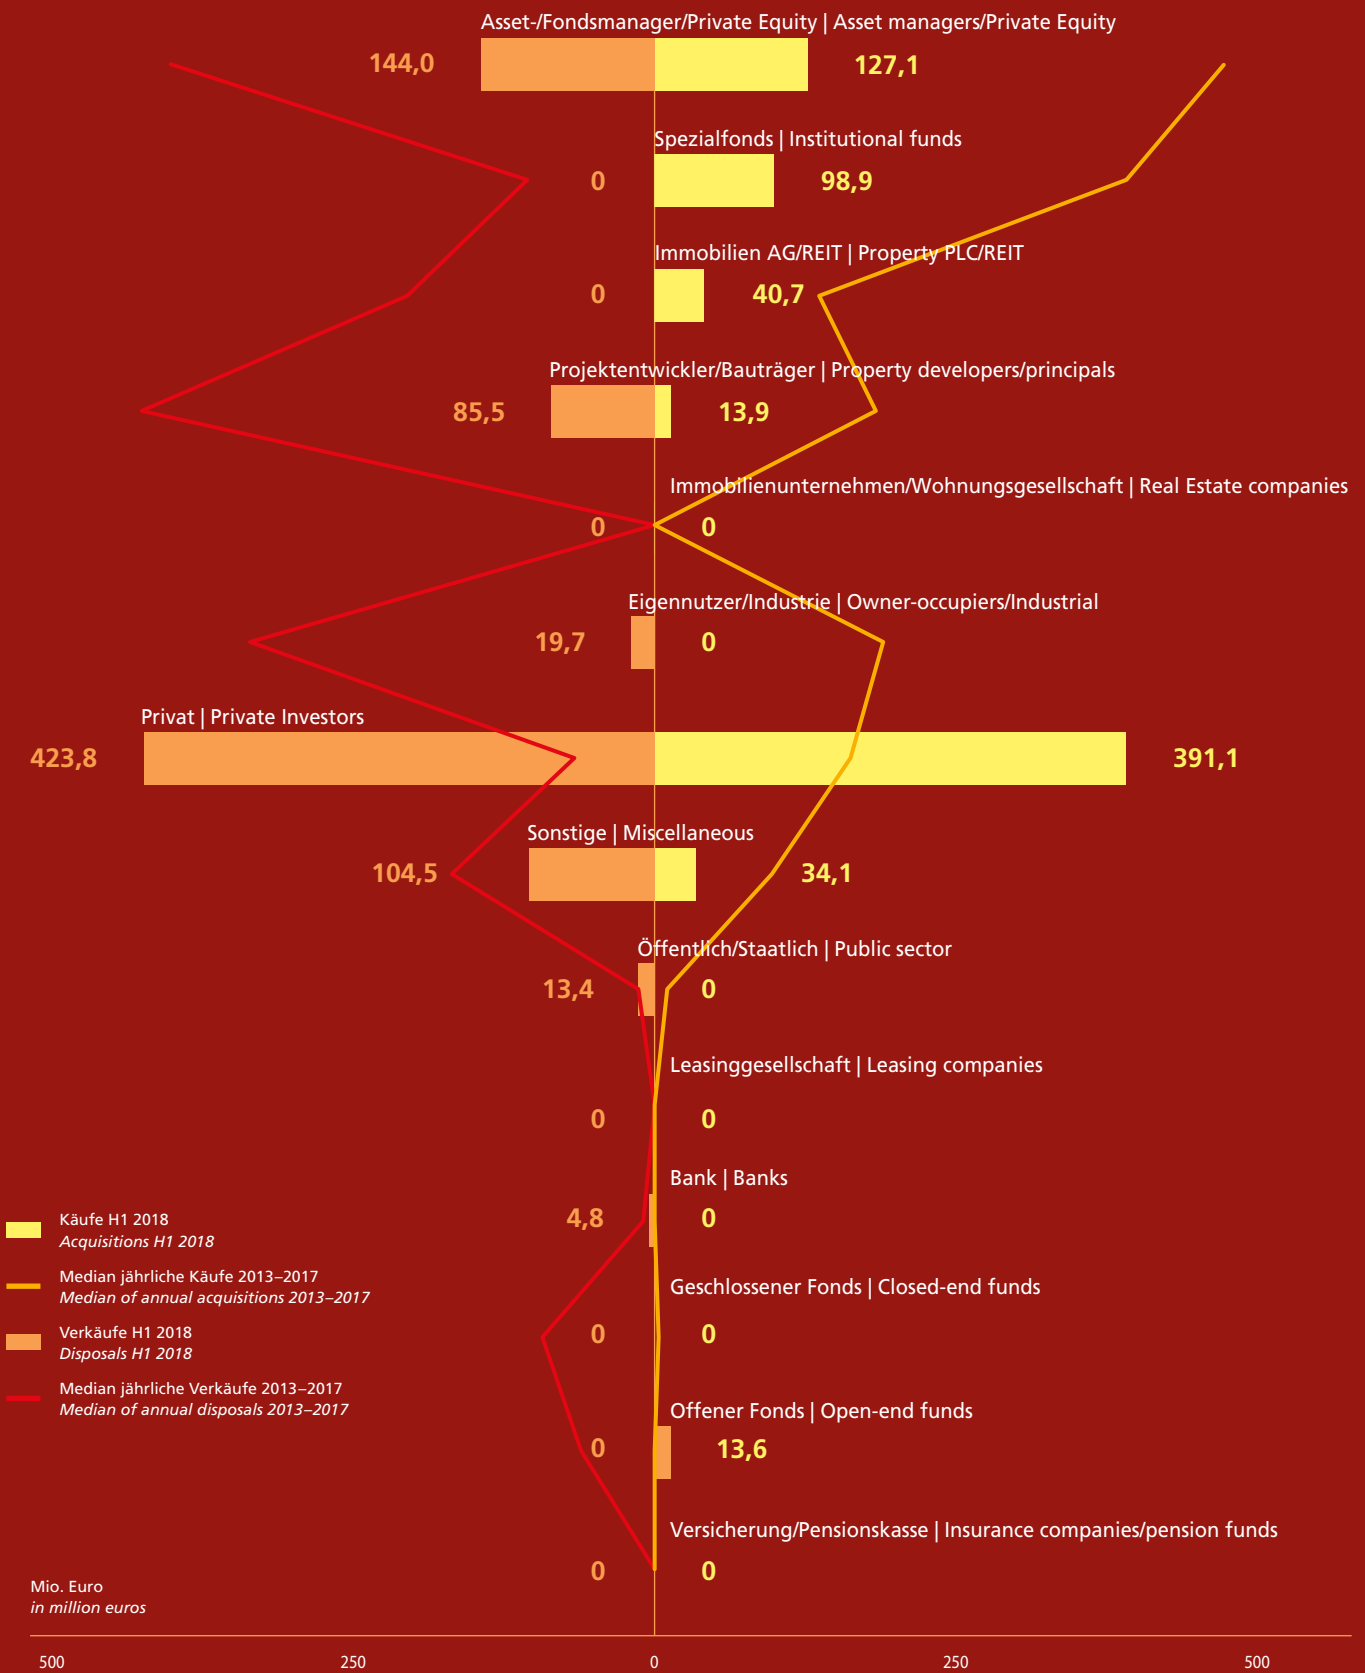 Asset-/Fondsmanager/Private Equity | Asset managers/Private Equity
144,0 127,1
Spezialfonds | Institutional funds
0 98,9
Immobilien AG/REIT | Property PLC/REIT
0 40,7
Projektentwickler/Bauträger | Property developers/principals
85,5 13,9
Immobilienunternehmen/Wohnungsgesellschaft | Real Estate companies
0 0
Eigennutzer/Industrie | Owner-occupiers/Industrial
19,7 0
Privat | Private Investors
423,8 391,1
Sonstige | Miscellaneous
104,5 34,1
Öffentlich/Staatlich | Public sector
13,4 0
Leasinggesellschaft | Leasing companies
0 0
Bank | Banks
4,8 0
Geschlossener Fonds | Closed-end funds
0 0
Offener Fonds | Open-end funds
0 13,6
Versicherung/Pensionskasse | Insurance companies/pension funds
0 0
Käufe H1 2018
Acquisitions H1 2018
Median jährliche Käufe 2013–2017
Median of annual acquisitions 2013–2017
Verkäufe H1 2018
Disposals H1 2018
Median jährliche Verkäufe 2013–2017
Median of annual disposals 2013–2017
Mio. Euro
in million euros
500 250 0 250 500